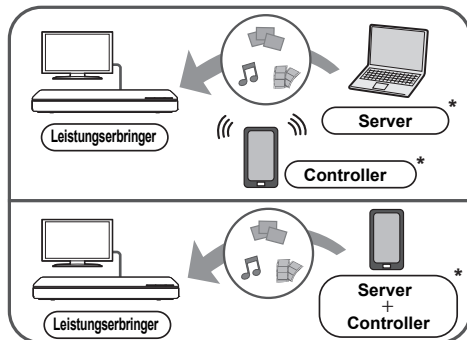 Leistungserbringer
Server*
Controller*
Leistungserbringer
Server*
+
Controller